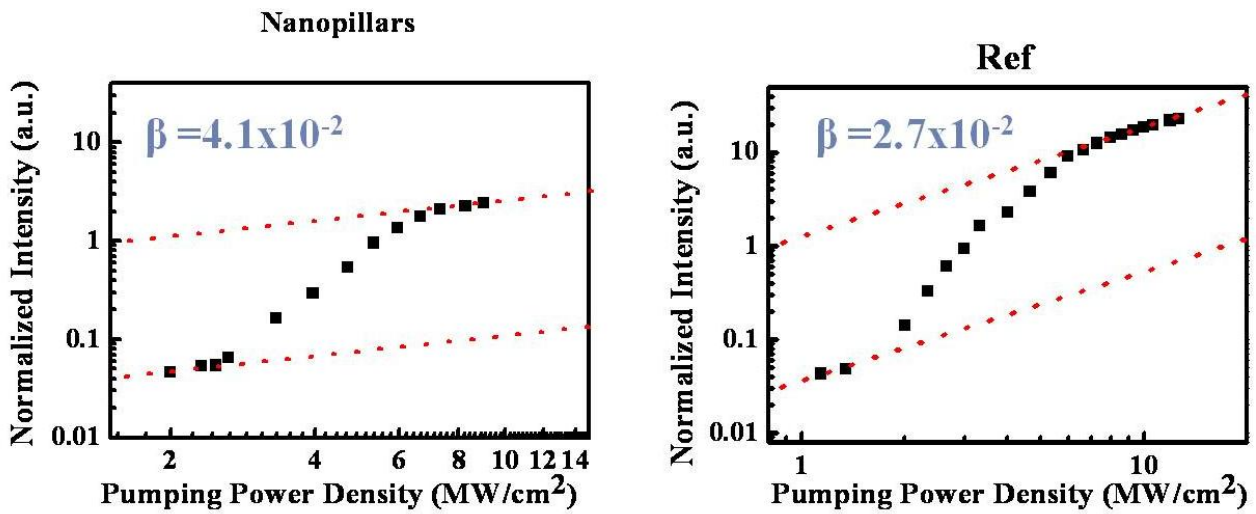 Nanopillars
Normalized Intensity (a.u.)
β =4.1x10⁻²
10
1
0.1
0.01
2
4
6
8
10
12
14
Pumping Power Density (MW/cm²)
Ref
Normalized Intensity (a.u.)
β =2.7x10⁻²
10
1
0.1
0.01
1
10
Pumping Power Density (MW/cm²)